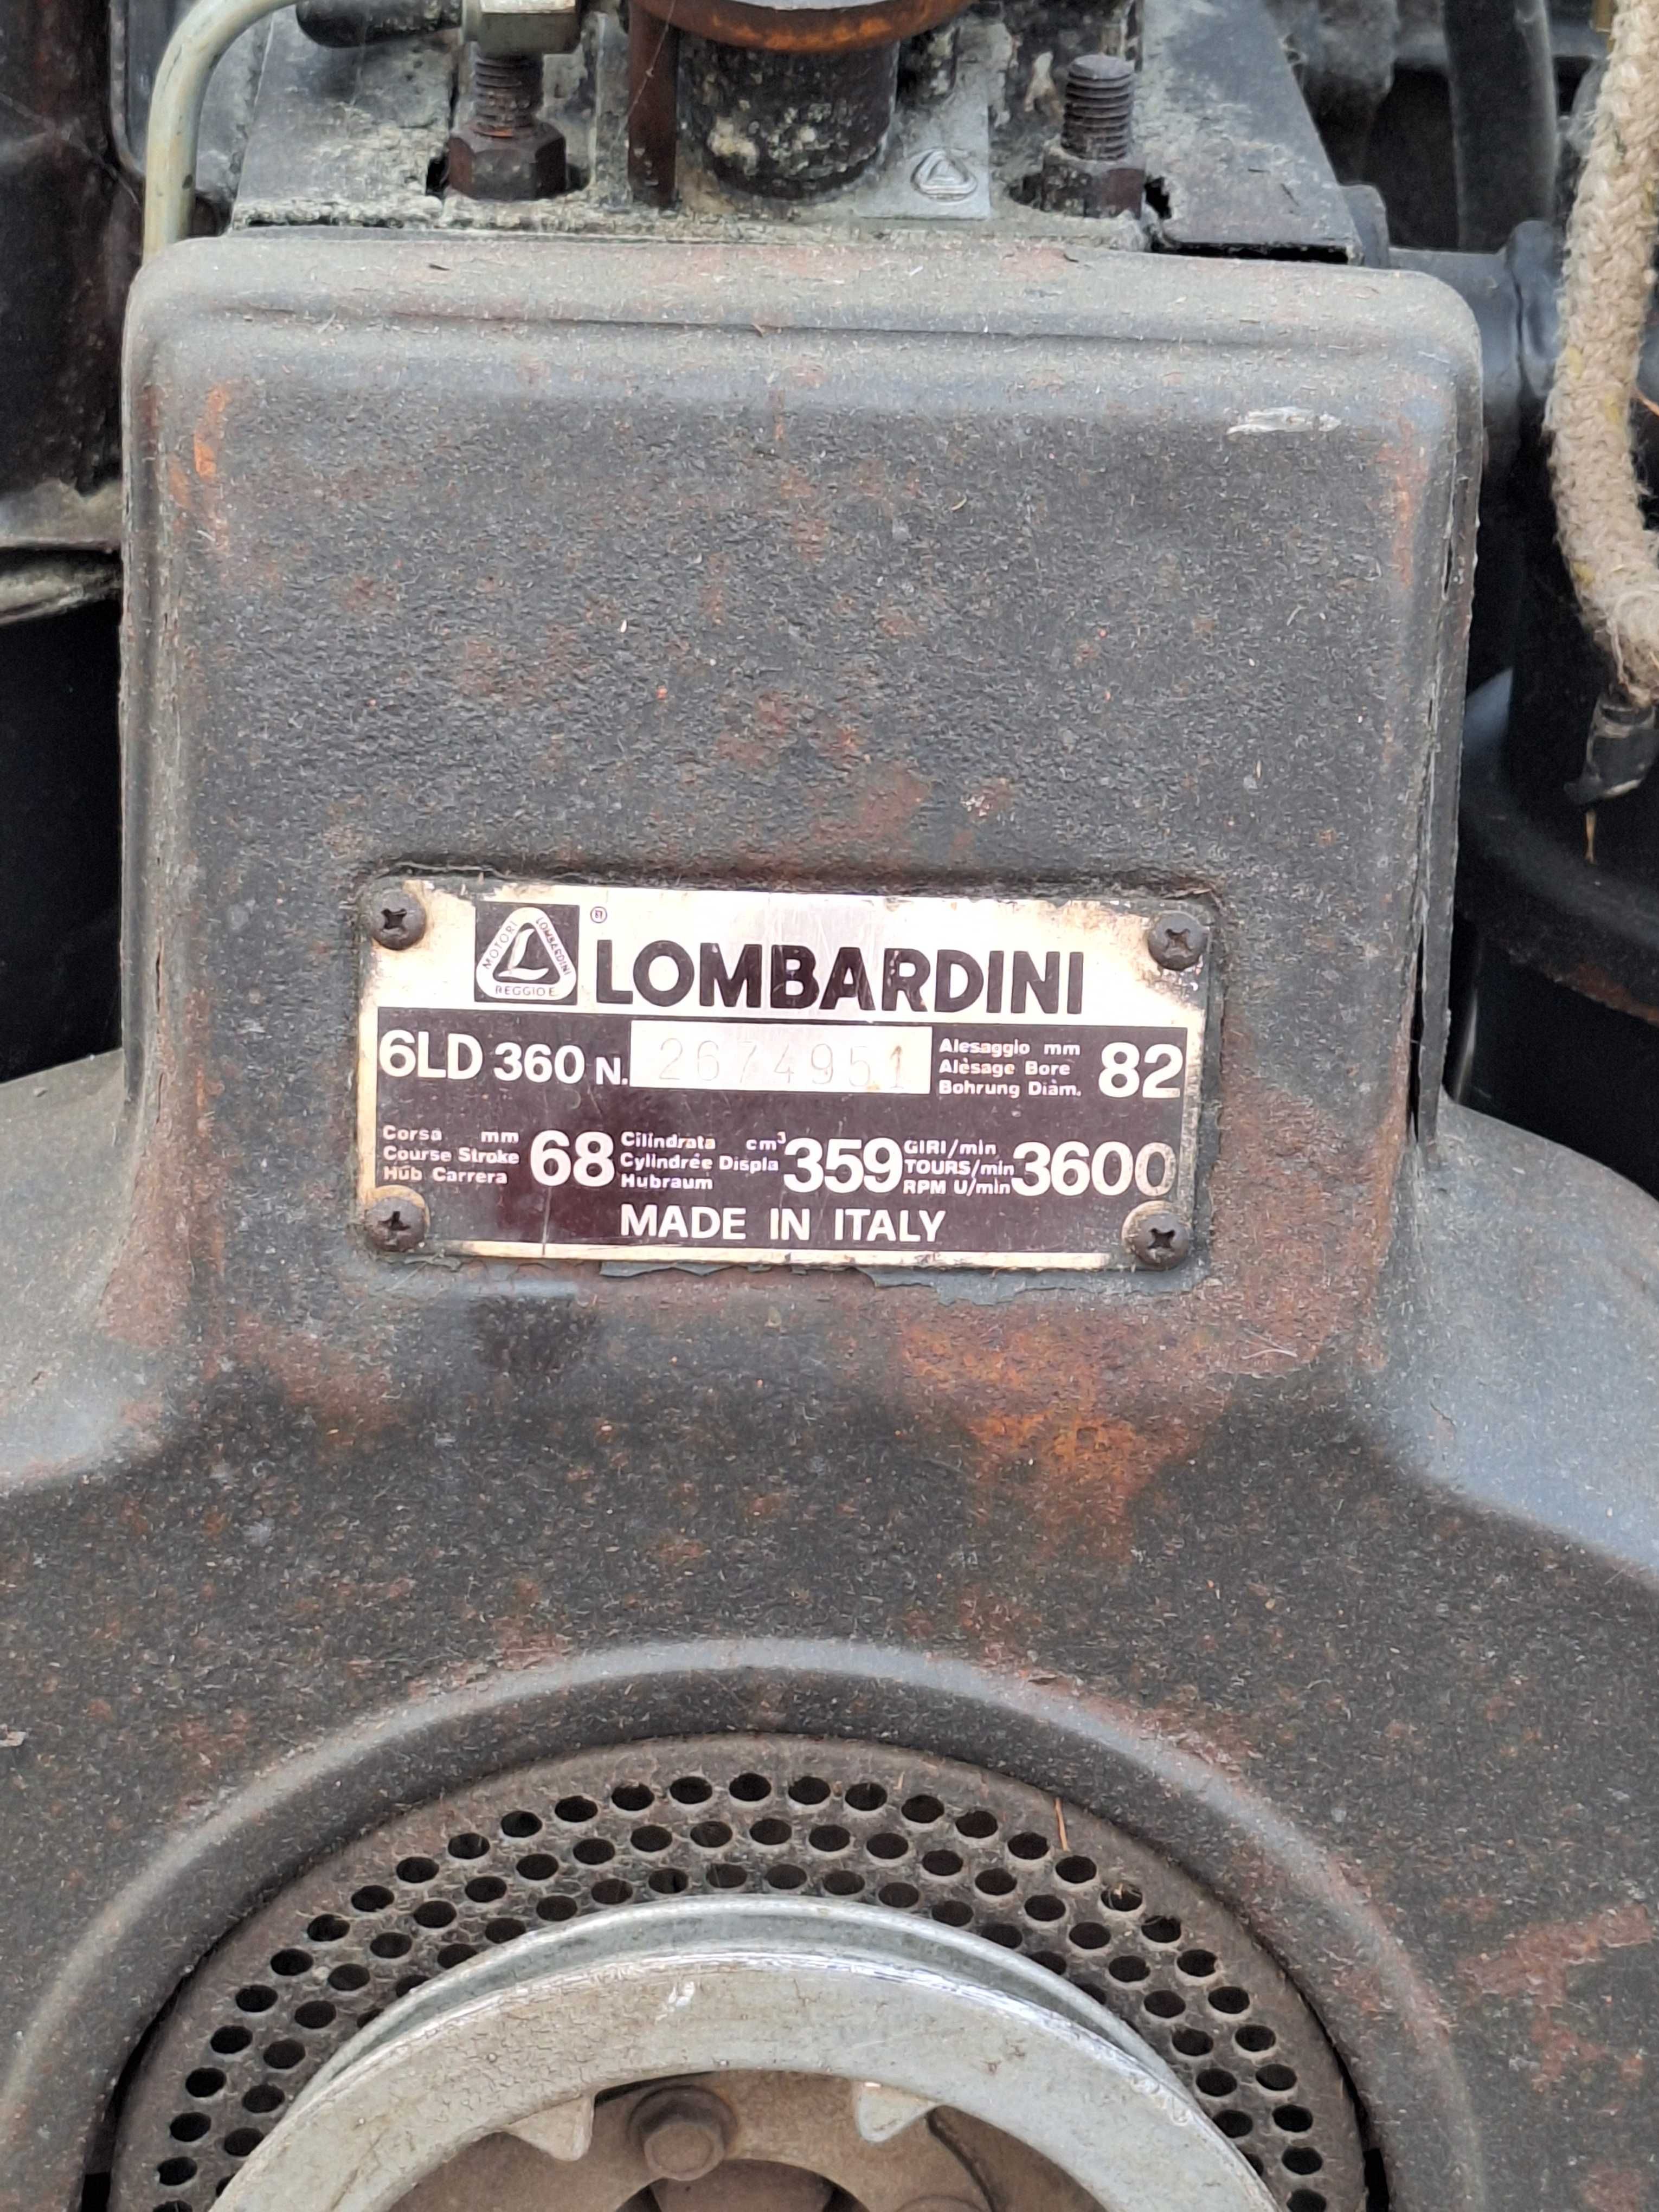 MOTORI LOMBARDINI
REGGIO E.
® LOMBARDINI
6LD 360 N. 2674951
Alesaggio mm
Alèsage Bore
Bohrung Diàm.
82
Corsa mm
Course Stroke
Hub Carrera
68
Cilindrata cm³
Cylindrée Displa
Hubraum
359
GIRI/min
TOURS/min
RPM U/min
3600
MADE IN ITALY